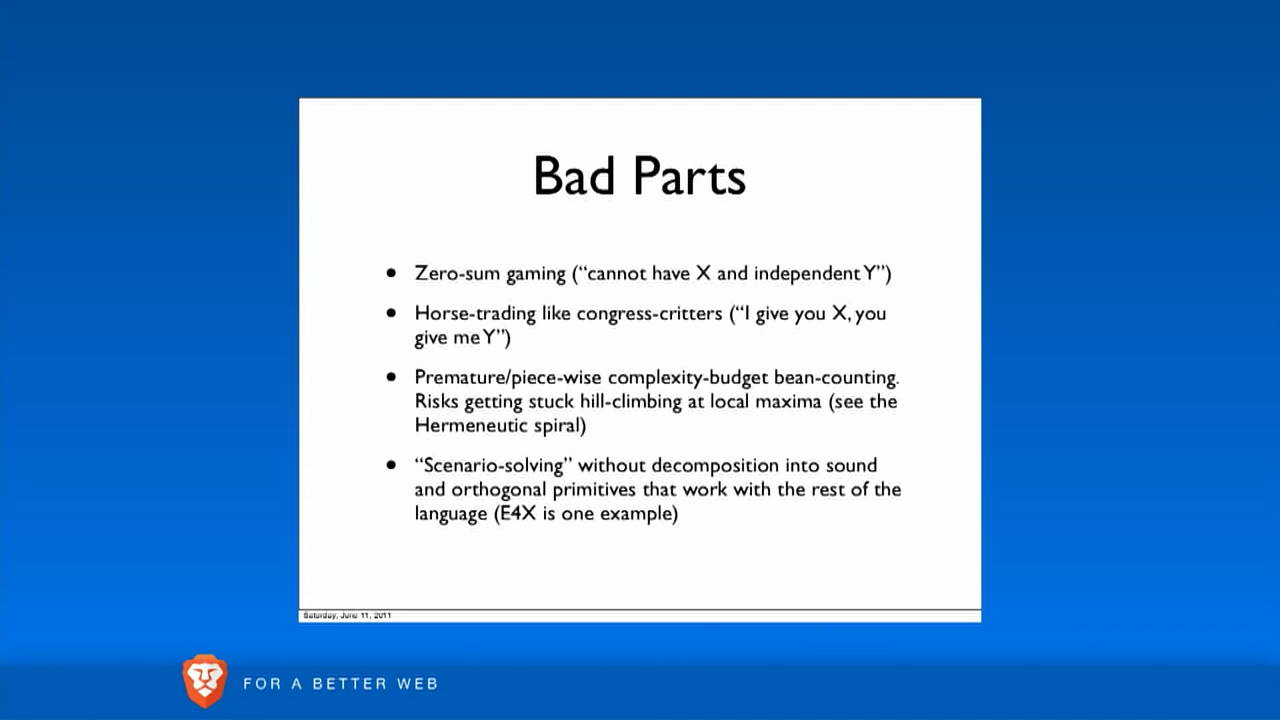 Bad Parts
• Zero-sum gaming (“cannot have X and independent Y”)
• Horse-trading like congress-critters (“I give you X, you
give me Y”)
• Premature/piece-wise complexity-budget bean-counting.
Risks getting stuck hill-climbing at local maxima (see the
Hermeneutic spiral)
• “Scenario-solving” without decomposition into sound
and orthogonal primitives that work with the rest of the
language (E4X is one example)
Saturday, June 11, 2011
FOR A BETTER WEB